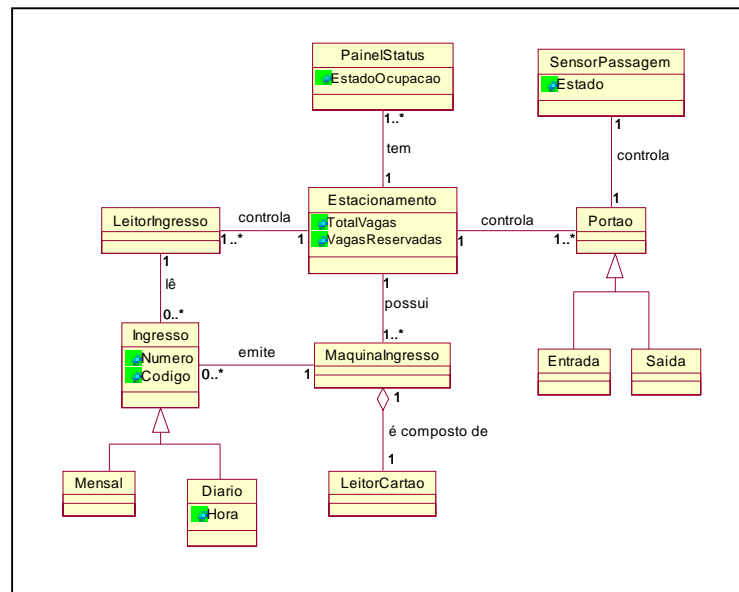 PainelStatus
EstadoOcupacao
SensorPassagem
Estado
1..*
tem
1
1
controla
1
Estacionamento
TotalVagas
VagasReservadas
LeitorIngresso
controla
1..*
1
controla
1
1..*
Portao
1
lê
0..*
1
possui
1..*
Ingresso
Numero
Codigo
emite
0..*
1
MaquinaIngresso
Entrada
Saida
1
é composto de
1
Mensal
Diario
Hora
LeitorCartao